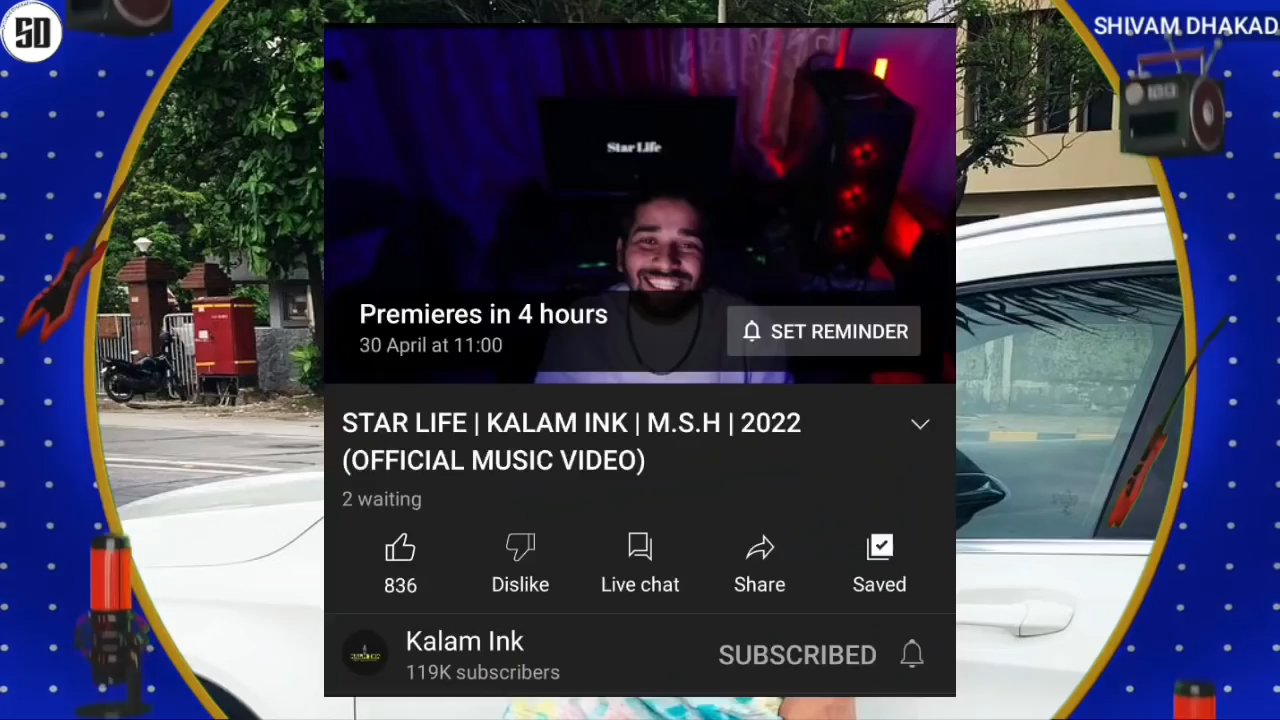 SD
SHIVAM DHAKAD
Star Life
Premieres in 4 hours
30 April at 11:00
SET REMINDER
STAR LIFE | KALAM INK | M.S.H | 2022
(OFFICIAL MUSIC VIDEO)
2 waiting
836
Dislike
Live chat
Share
Saved
Kalam Ink
119K subscribers
SUBSCRIBED